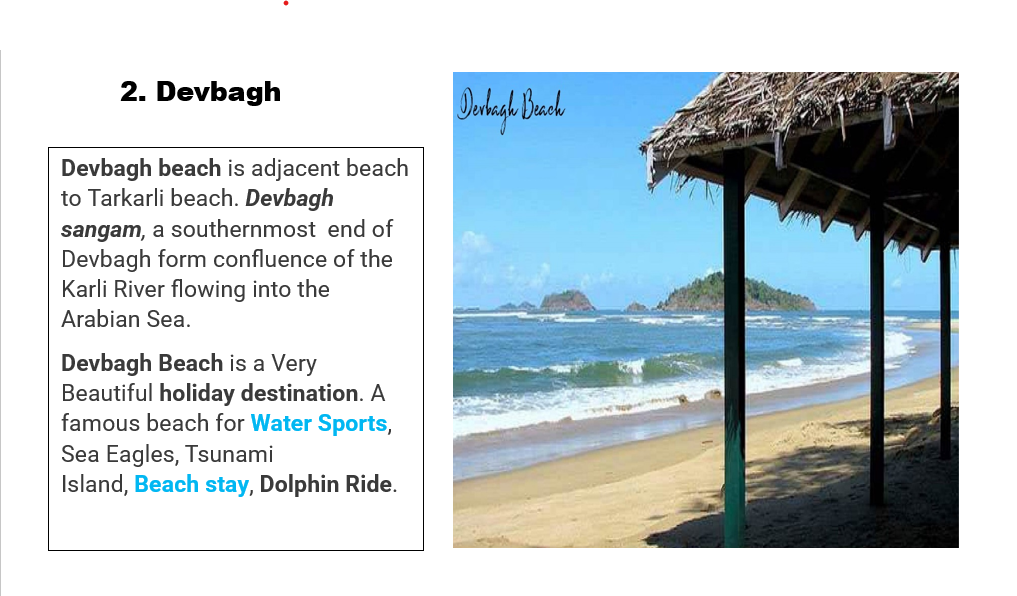 2. Devbagh
Devbagh Beach
Devbagh beach is adjacent beach
to Tarkarli beach. Devbagh
sangam, a southernmost  end of
Devbagh form confluence of the
Karli River flowing into the
Arabian Sea.
Devbagh Beach is a Very
Beautiful holiday destination. A
famous beach for Water Sports,
Sea Eagles, Tsunami
Island, Beach stay, Dolphin Ride.